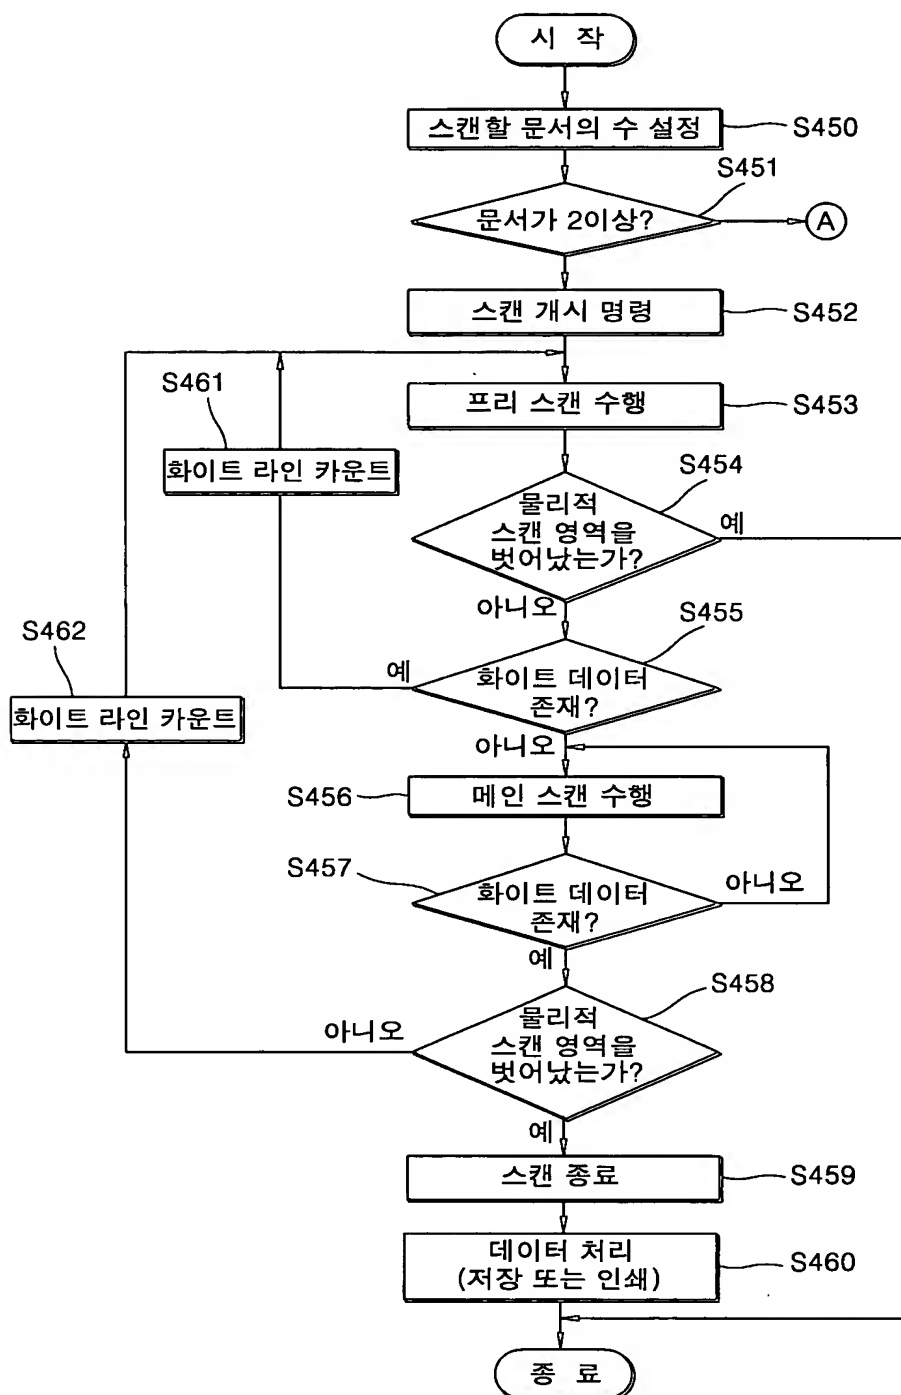 시 작
스캔할 문서의 수 설정
S450
S451
문서가 2이상?
A
스캔 개시 명령
S452
S461
프리 스캔 수행
S453
화이트 라인 카운트
S454
물리적
스캔 영역을
벗어났는가?
예
아니오
S455
S462
예
화이트 데이터
존재?
화이트 라인 카운트
아니오
S456
메인 스캔 수행
S457
화이트 데이터
존재?
아니오
예
S458
아니오
물리적
스캔 영역을
벗어났는가?
예
스캔 종료
S459
데이터 처리
(저장 또는 인쇄)
S460
종 료